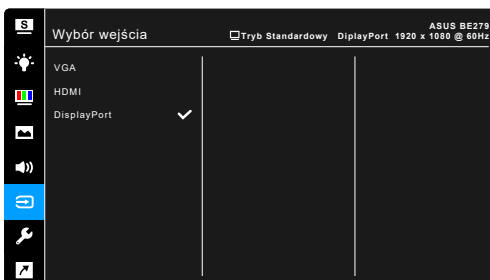 S
Wybór wejścia
ASUS BE279
Tryb Standardowy DiplayPort 1920 x 1080 @ 60Hz
VGA
HDMI
DisplayPort